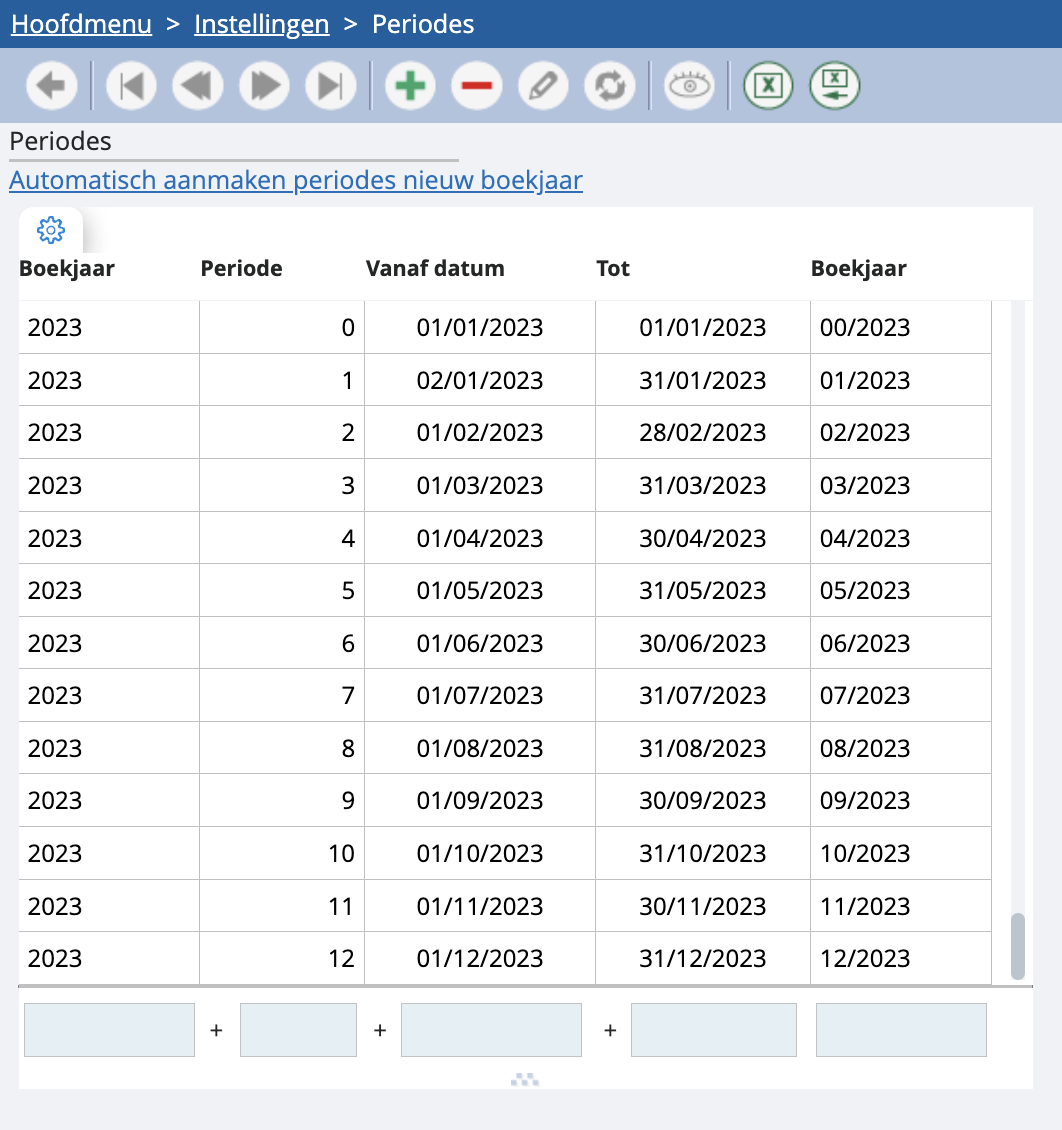 Hoofdmenu > Instellingen > Periodes
Periodes
Automatisch aanmaken periodes nieuw boekjaar
Boekjaar Periode Vanaf datum Tot Boekjaar
2023 0 01/01/2023 01/01/2023 00/2023
2023 1 02/01/2023 31/01/2023 01/2023
2023 2 01/02/2023 28/02/2023 02/2023
2023 3 01/03/2023 31/03/2023 03/2023
2023 4 01/04/2023 30/04/2023 04/2023
2023 5 01/05/2023 31/05/2023 05/2023
2023 6 01/06/2023 30/06/2023 06/2023
2023 7 01/07/2023 31/07/2023 07/2023
2023 8 01/08/2023 31/08/2023 08/2023
2023 9 01/09/2023 30/09/2023 09/2023
2023 10 01/10/2023 31/10/2023 10/2023
2023 11 01/11/2023 30/11/2023 11/2023
2023 12 01/12/2023 31/12/2023 12/2023
+ + +